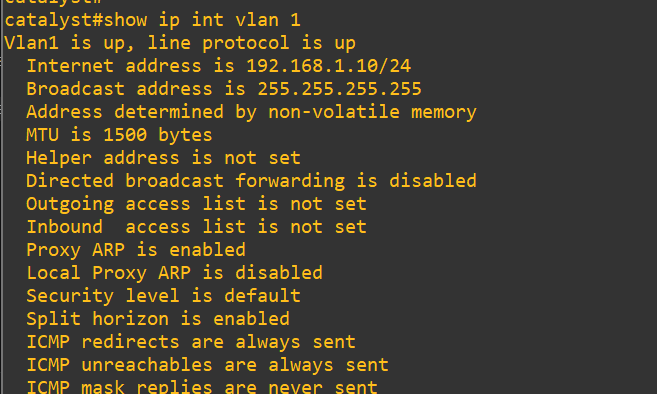 catalyst#
catalyst#show ip int vlan 1
Vlan1 is up, line protocol is up
  Internet address is 192.168.1.10/24
  Broadcast address is 255.255.255.255
  Address determined by non-volatile memory
  MTU is 1500 bytes
  Helper address is not set
  Directed broadcast forwarding is disabled
  Outgoing access list is not set
  Inbound  access list is not set
  Proxy ARP is enabled
  Local Proxy ARP is disabled
  Security level is default
  Split horizon is enabled
  ICMP redirects are always sent
  ICMP unreachables are always sent
  ICMP mask replies are never sent